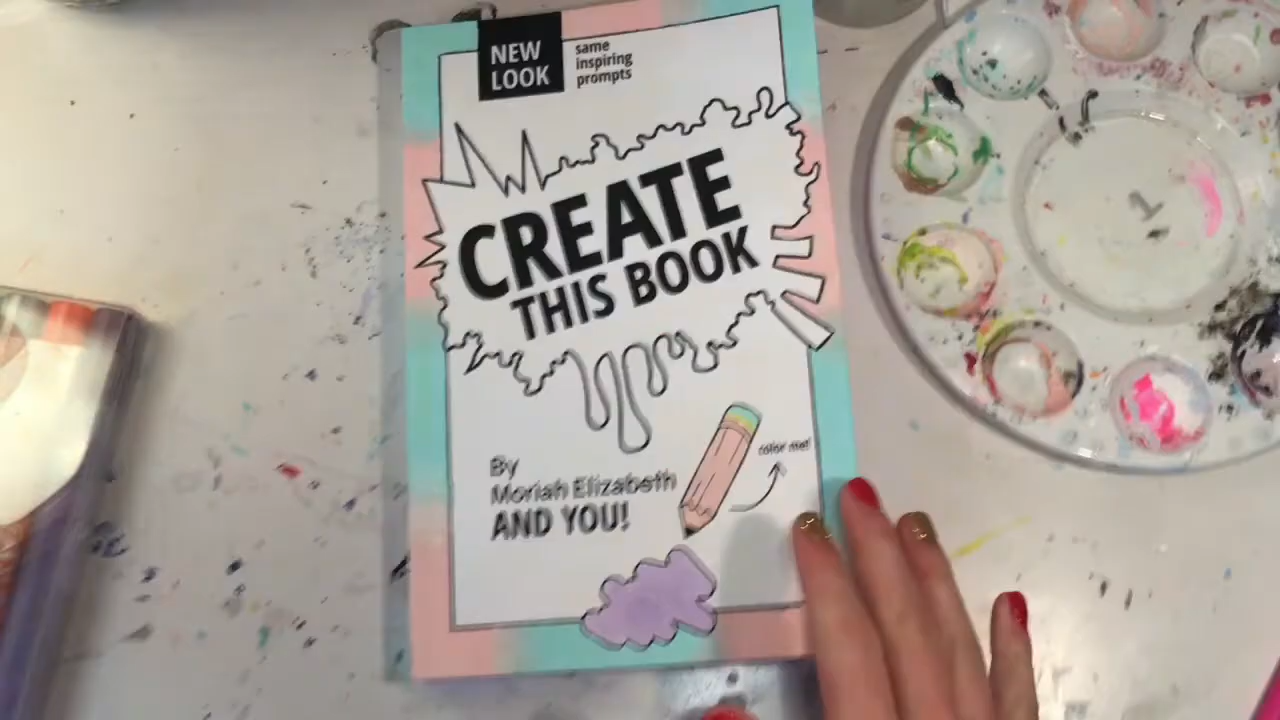 NEW
LOOK
same
inspiring
prompts
CREATE
THIS BOOK
By
Moriah Elizabeth
AND YOU!
color me!